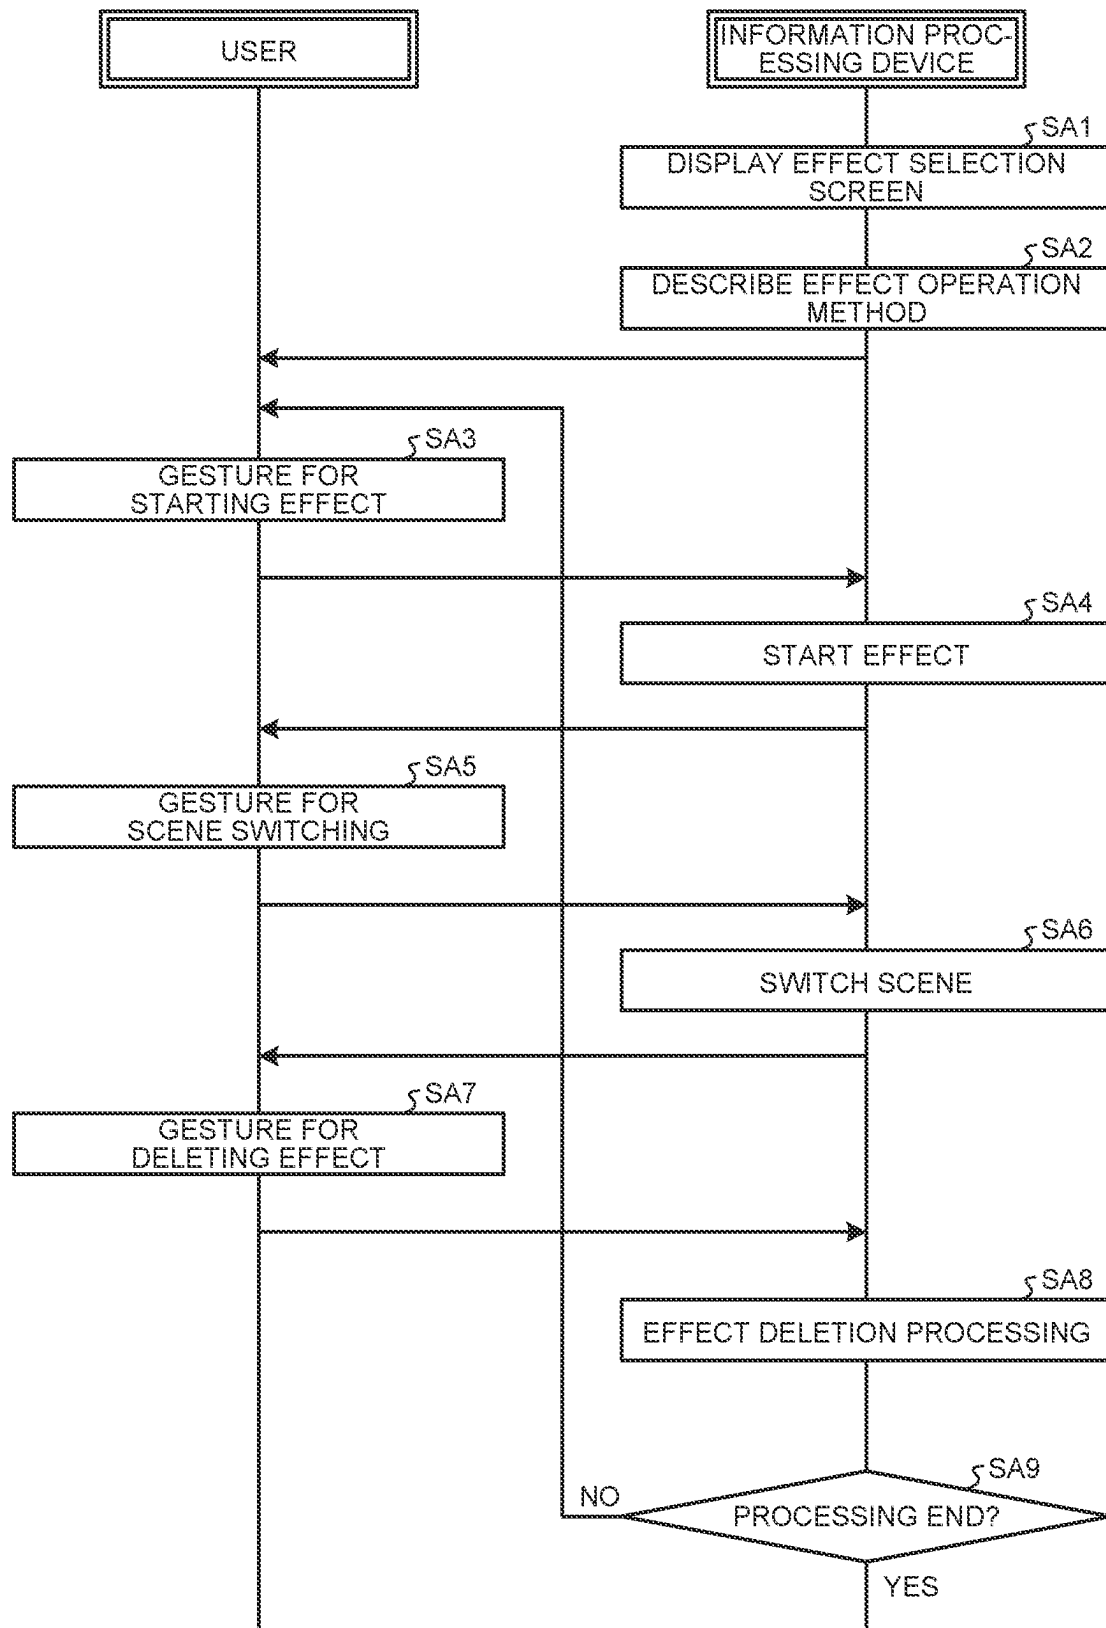 USER
INFORMATION PROC-
ESSING DEVICE
SA1
DISPLAY EFFECT SELECTION
SCREEN
SA2
DESCRIBE EFFECT OPERATION
METHOD
SA3
GESTURE FOR
STARTING EFFECT
SA4
START EFFECT
SA5
GESTURE FOR
SCENE SWITCHING
SA6
SWITCH SCENE
SA7
GESTURE FOR
DELETING EFFECT
SA8
EFFECT DELETION PROCESSING
SA9
NO
PROCESSING END?
YES